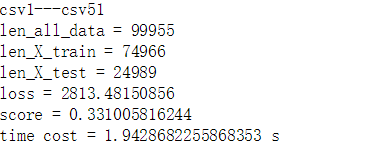 csv1---csv51
len_all_data = 99955
len_X_train = 74966
len_X_test = 24989
loss = 2813.48150856
score = 0.331005816244
time cost = 1.9428682255868353 s